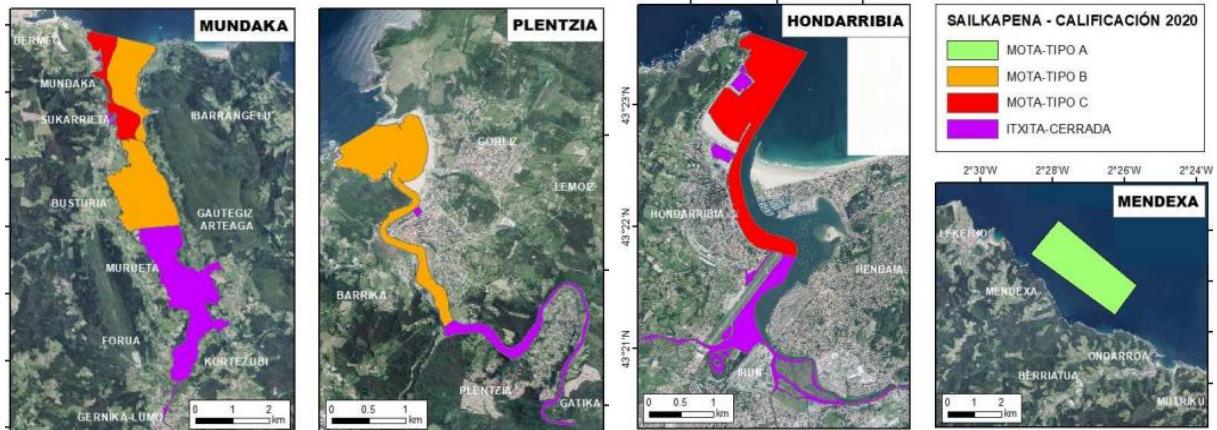 MUNDAKA
BERMEO
MUNDAKA
SUKARRIETA
IBARRANGELU
BUSTURIA
GAUTEGIZ
ARTEAGA
MURUETA
FORUA
KORTEZUBI
GERNIKA-LUMO
0 1 2
km
PLENTZIA
GORLIZ
LEMOIZ
BARRIKA
PLENTZIA
GATIKA
0 0.5 1
km
HONDARRIBIA
43°23'N
43°22'N
43°21'N
HONDARRIBIA
HENDAIA
IRUN
0 0.5 1
km
SAILKAPENA - CALIFICACIÓN 2020
MOTA-TIPO A
MOTA-TIPO B
MOTA-TIPO C
ITXITA-CERRADA
2°30'W 2°28'W 2°26'W 2°24'W
MENDEXA
LEKEITIO
MENDEXA
ONDARROA
BERRIATUA
MUTRIKU
0 1 2
km